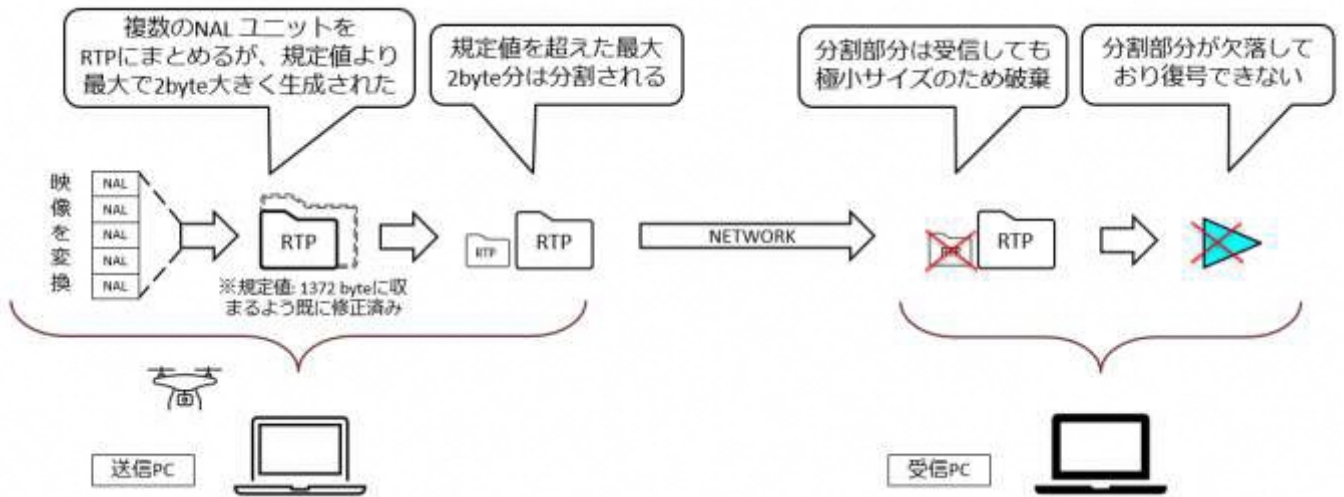 複数のNAL ユニットを
RTPにまとめるが、規定値より
最大で2byte大きく生成された
規定値を超えた最大
2byte分は分割される
分割部分は受信しても
極小サイズのため破棄
分割部分が欠落して
おり復号できない
映像を変換
NAL
NAL
NAL
NAL
NAL
RTP
RTP
RTP
NETWORK
RTP
RTP
※規定値: 1372 byteに収
まるよう既に修正済み
送信PC
受信PC